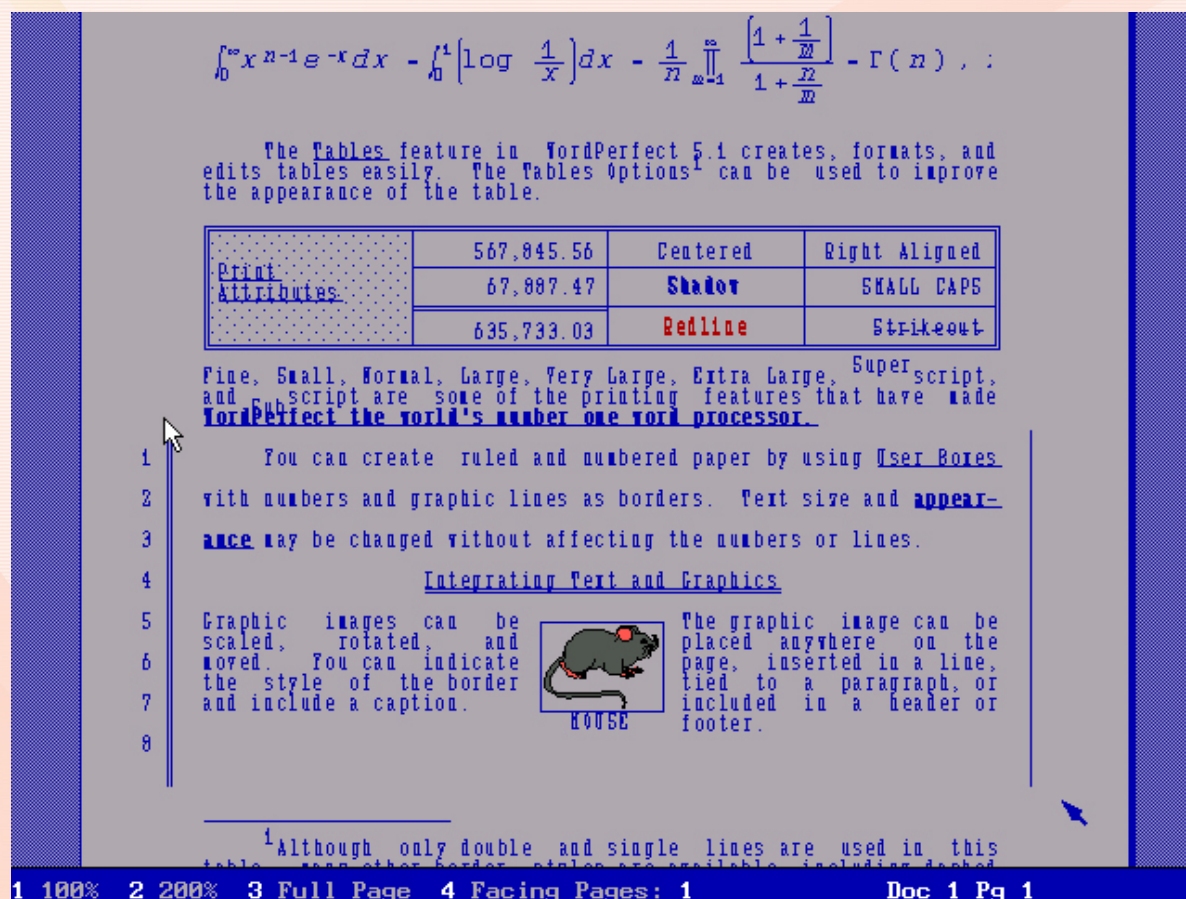 ∫₀^∞ x^{n-1} e^{-x} dx - ∫₀^1 [log 1/x] dx - 1/n ∏_{m=1}^∞ [1 + 1/m] / 1 + n/m - Γ(n) ,
The Tables feature in WordPerfect 5.1 creates, formats, and
edits tables easily. The Tables Options¹ can be used to improve
the appearance of the table.
Print Attributes 567,845.56 Centered Right Aligned
67,887.47 Shadow SMALL CAPS
635,733.03 Redline Strikeout
Fine, Small, Normal, Large, Very Large, Extra Large, Superscript,
and Subscript are some of the printing features that have made
WordPerfect the world's number one word processor.
1 You can create ruled and numbered paper by using User Boxes
2 with numbers and graphic lines as borders. Text size and appear-
3 ance may be changed without affecting the numbers or lines.
4 Integrating Text and Graphics
5
6
7
8
Graphic images can be
scaled, rotated, and
moved. You can indicate
the style of the border
and include a caption.
MOUSE
The graphic image can be
placed anywhere on the
page, inserted in a line,
tied to a paragraph, or
included in a header or
footer.
¹Although only double and single lines are used in this
1 100% 2 200% 3 Full Page 4 Facing Pages: 1 Doc 1 Pg 1